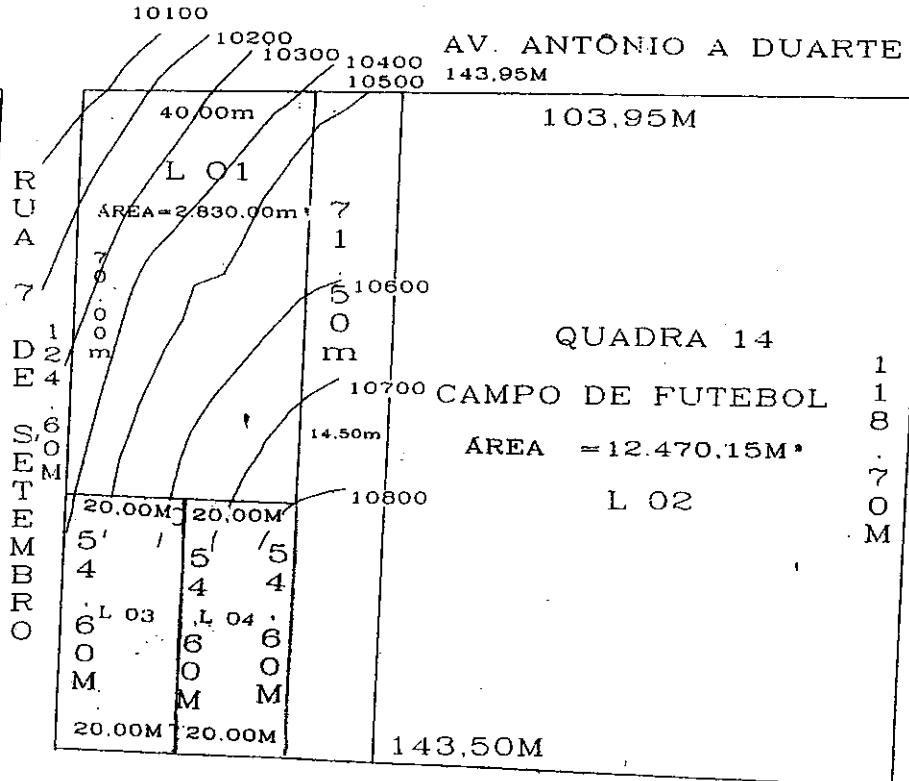 10100
10200
10300
10400
10500
AV. ANTÔNIO A DUARTE
143,95M
40,00m
103,95M
L 01
ÁREA=2.830,00m²
RUA 7 DE SETEMBRO
124.60M
70.00m
71.50m
10600
10700
14.50m
10800
QUADRA 14
CAMPO DE FUTEBOL
ÁREA =12.470,15M²
L 02
118.70M
20.00M
20,00M
54.60M
54.60M
54.60M
L 03
L 04
20.00M
20.00M
143,50M